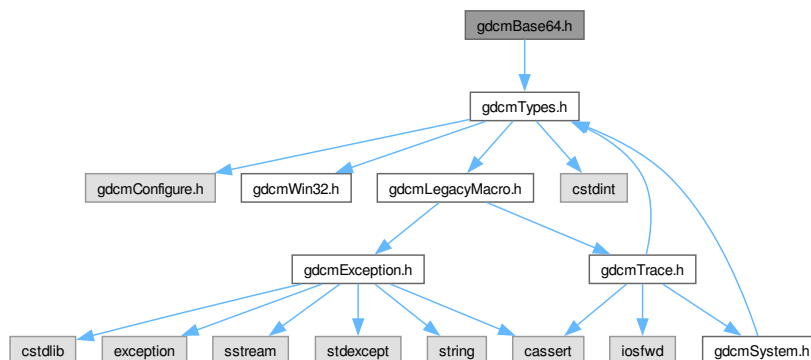 gdcmBase64.h
gdcmTypes.h
gdcmConfigure.h
gdcmWin32.h
gdcmLegacyMacro.h
cstdint
gdcmException.h
gdcmTrace.h
cstdlib
exception
sstream
stdexcept
string
cassert
iosfwd
gdcmSystem.h